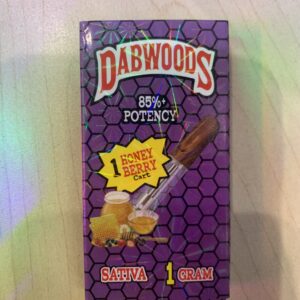 DABWOODS
85%+
POTENCY
1 HONEY
BERRY
Cart
SATIVA 1 GRAM